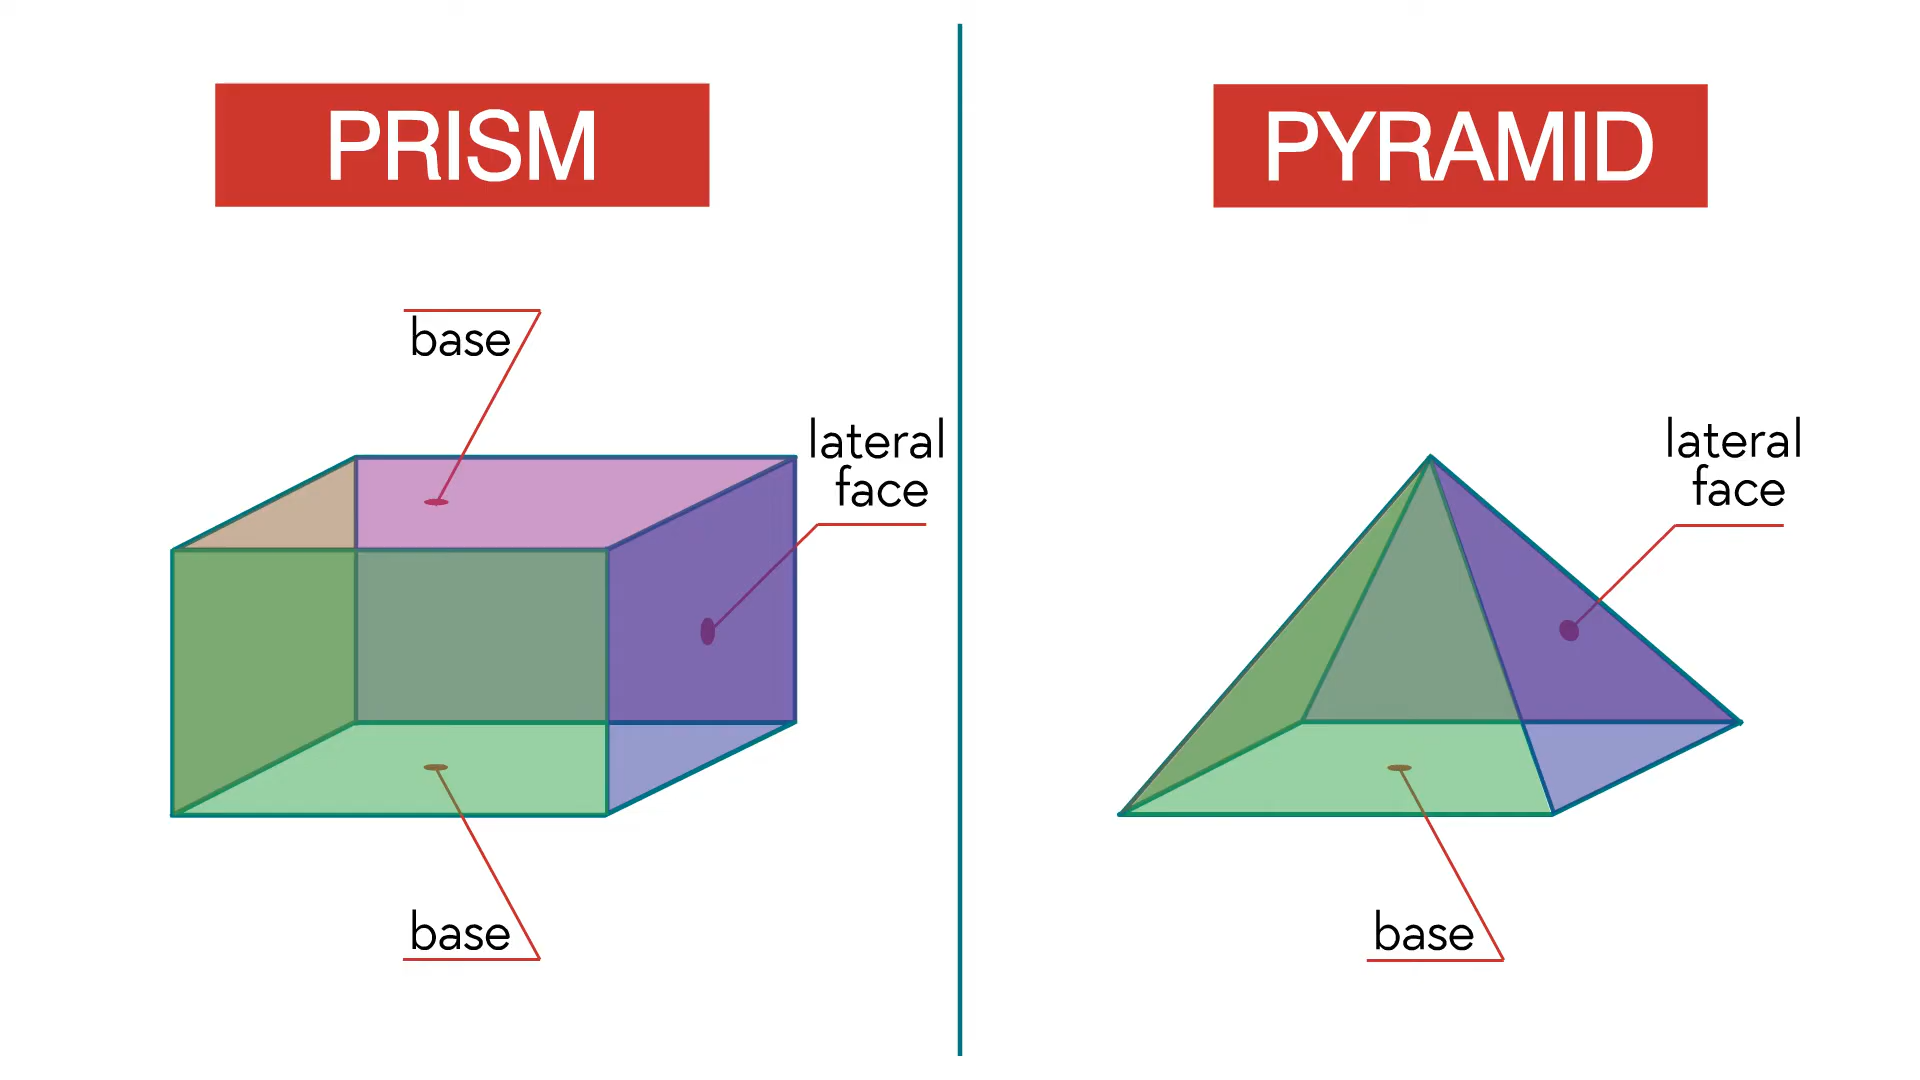 PRISM
base
lateral
face
base
PYRAMID
lateral
face
base